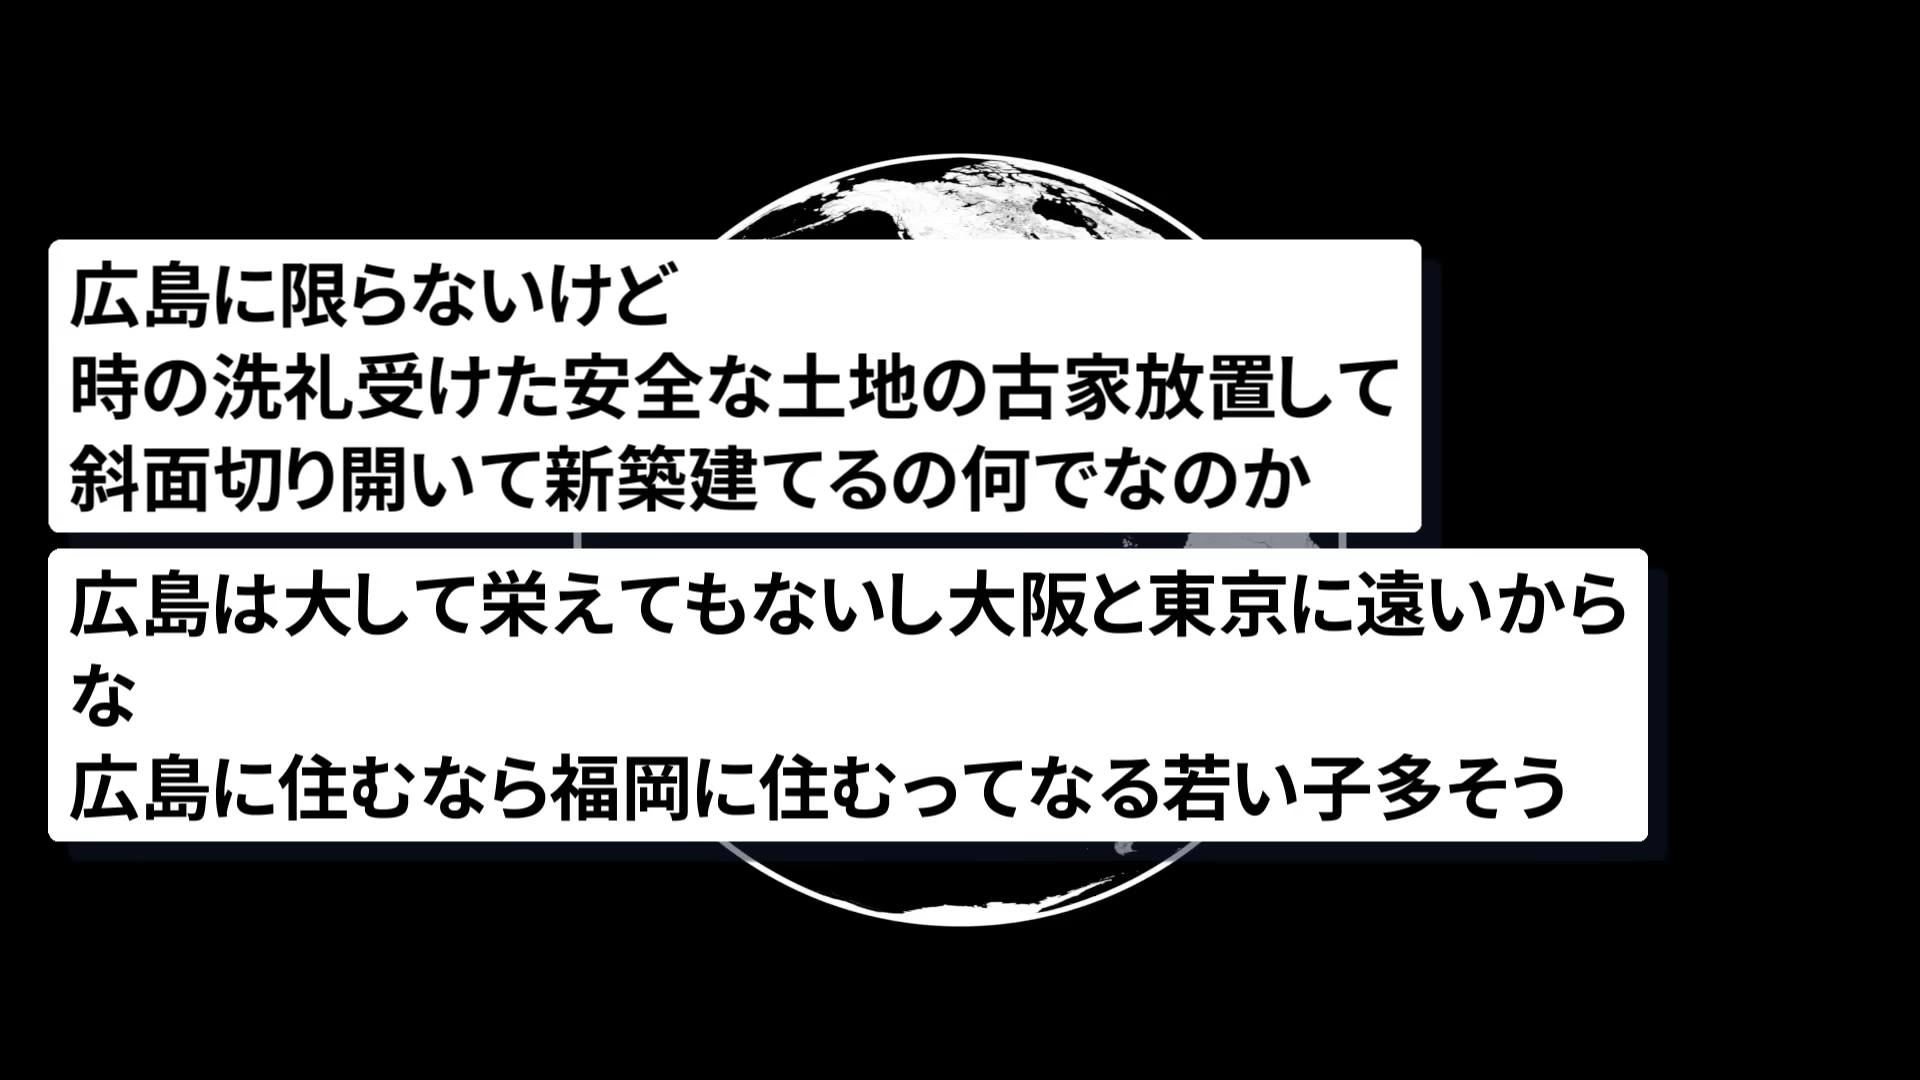 広島に限らないけど
時の洗礼受けた安全な土地の古家放置して
斜面切り開いて新築建てるの何でなのか
広島は大して栄えてもないし大阪と東京に遠いから
な
広島に住むなら福岡に住むってなる若い子多そう